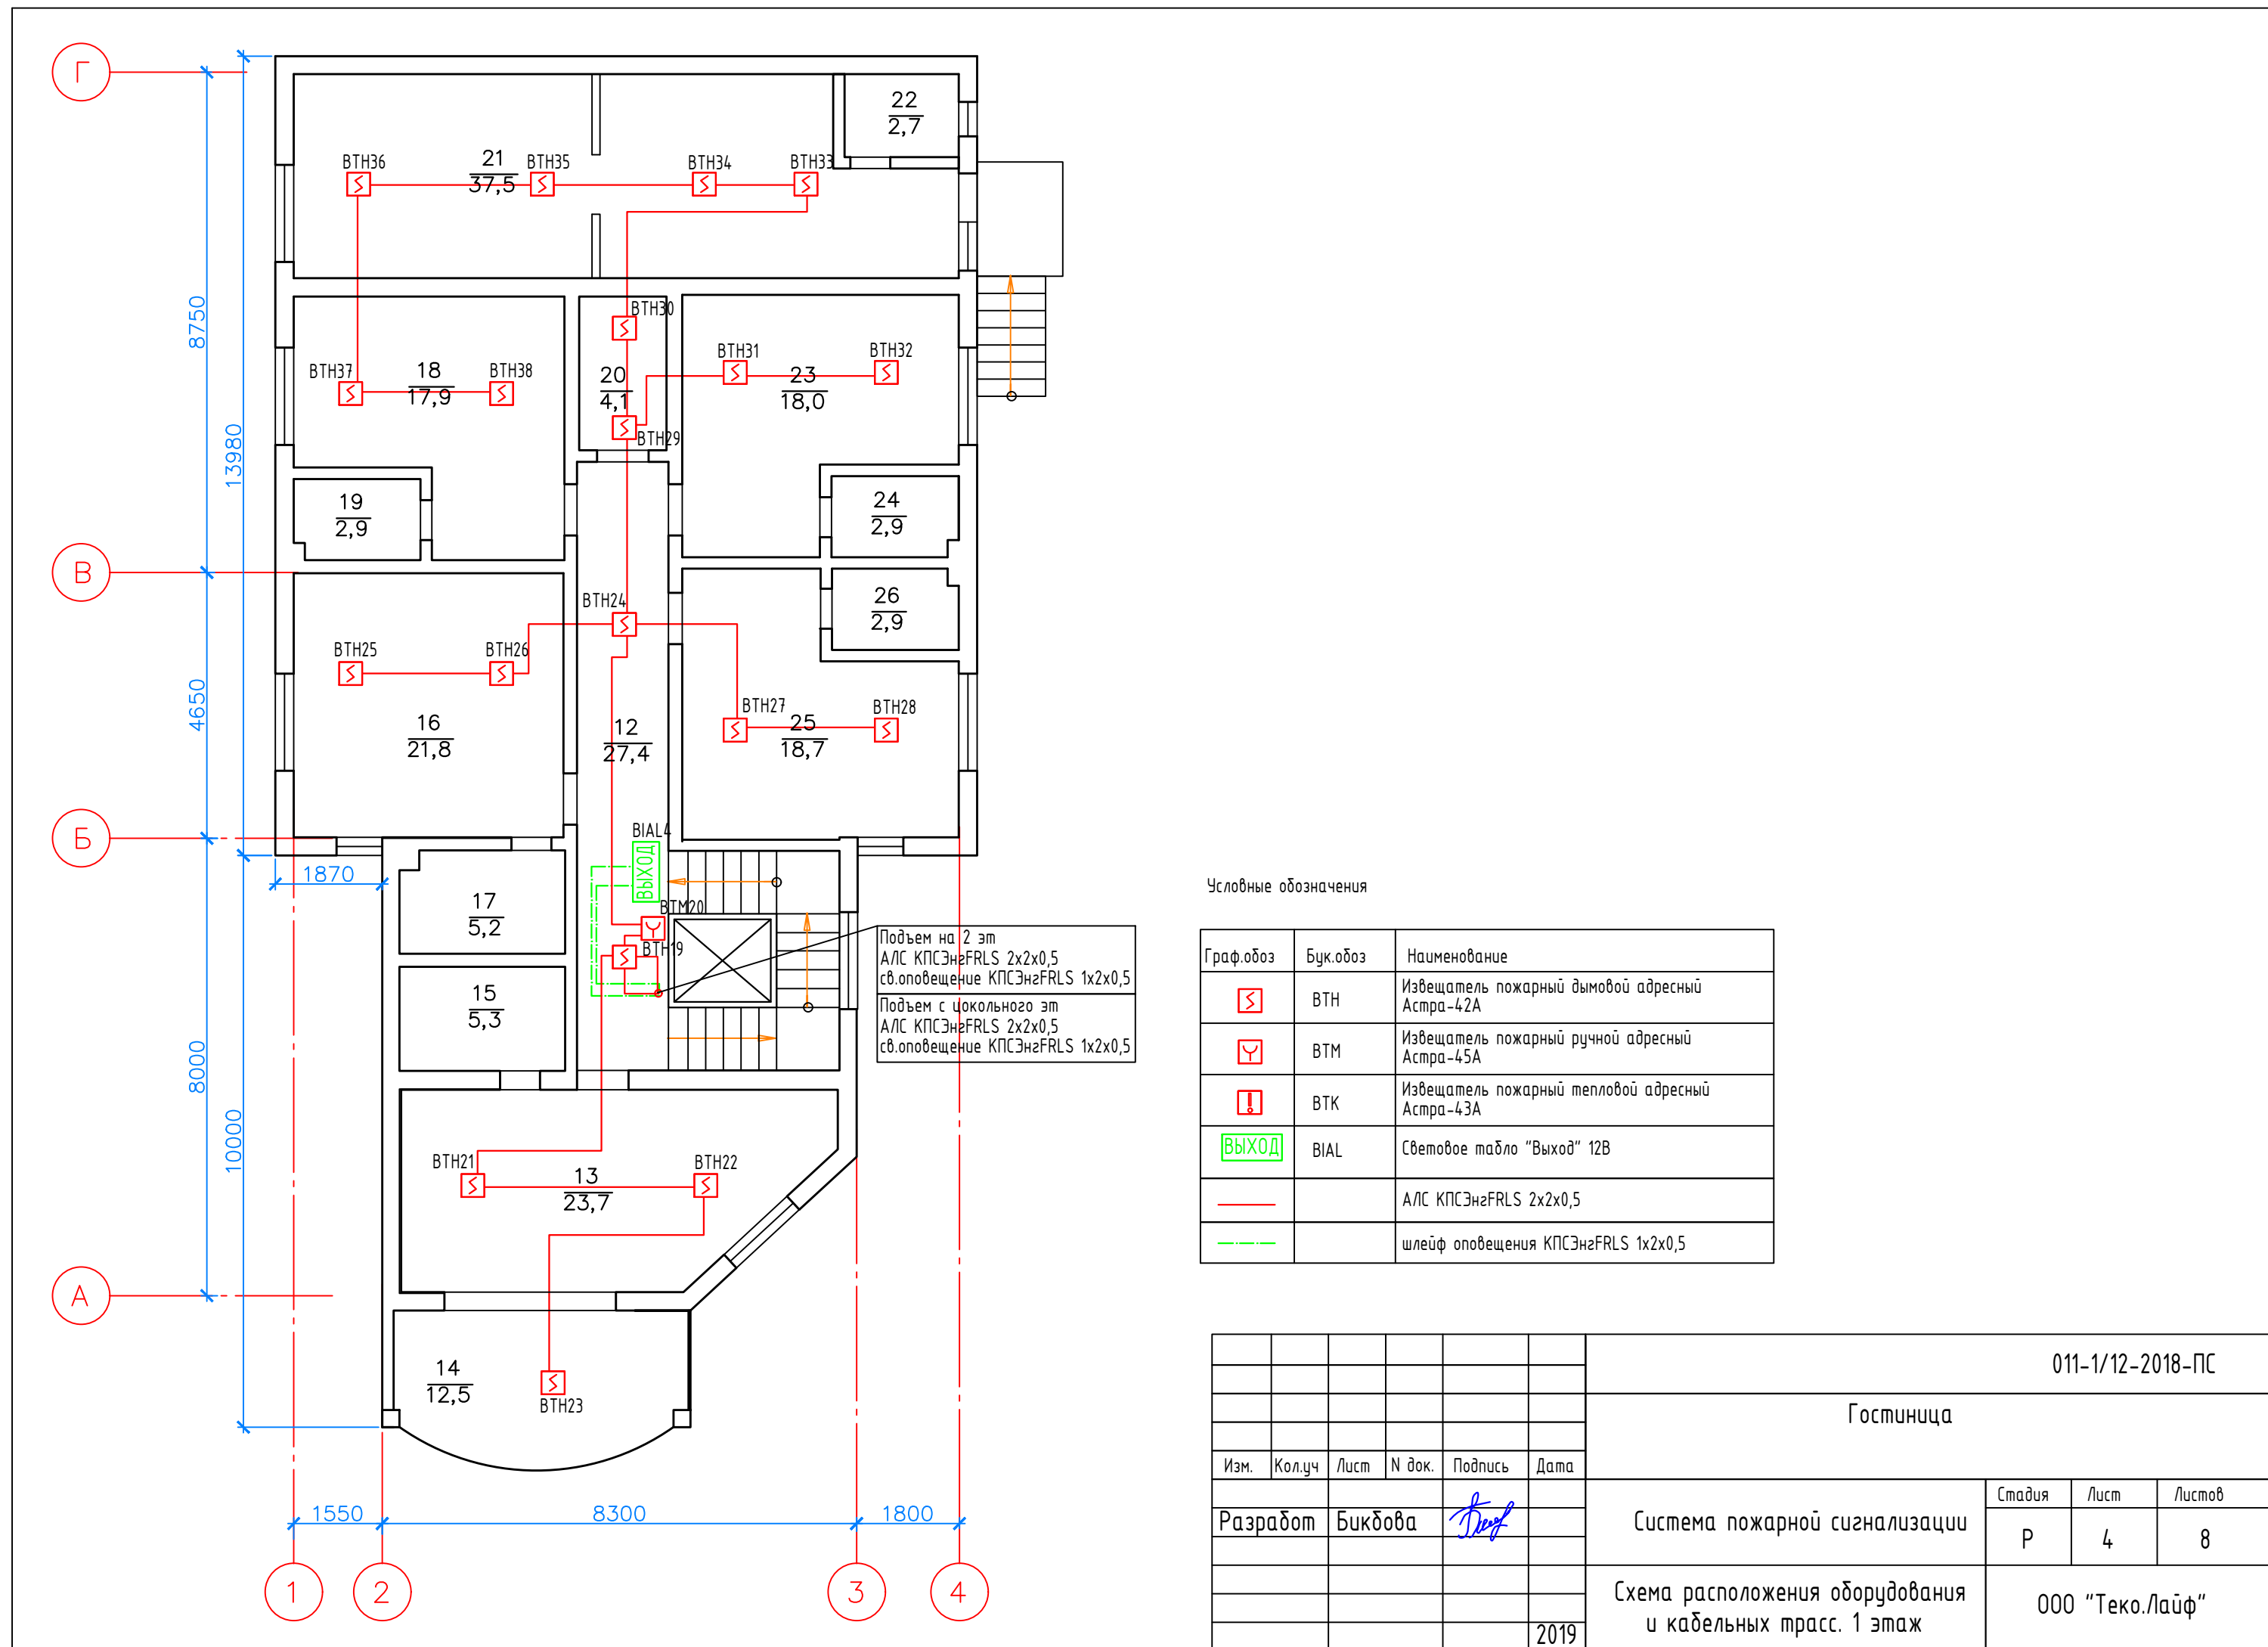 Г
22
2,7
ВТН36
21
37,5
ВТН35
ВТН34
ВТН33
8750
13980
ВТН30
ВТН37
18
17,9
ВТН38
20
4,1
ВТН31
23
18,0
ВТН32
ВТН29
19
2,9
24
2,9
В
ВТН24
26
2,9
ВТН25
ВТН26
4650
16
21,8
12
27,4
ВТН27
25
18,7
ВТН28
Б
BIAL4
ВЫХОД
1870
17
5,2
ВТМ20
ВТН19
Подъем на 2 эт
АЛС КПСЭнгFRLS 2х2х0,5
св.оповещение КПСЭнгFRLS 1х2х0,5
Подъем с цокольного эт
АЛС КПСЭнгFRLS 2х2х0,5
св.оповещение КПСЭнгFRLS 1х2х0,5
15
5,3
8000
10000
ВТН21
13
23,7
ВТН22
А
14
12,5
ВТН23
1550
8300
1800
1
2
3
4
Условные обозначения
Граф.обоз
Бук.обоз
Наименование
ВТН
Извещатель пожарный дымовой адресный
Астра-42А
ВТМ
Извещатель пожарный ручной адресный
Астра-45А
ВТК
Извещатель пожарный тепловой адресный
Астра-43А
ВЫХОД
BIAL
Световое табло "Выход" 12В
АЛС КПСЭнгFRLS 2х2х0,5
шлейф оповещения КПСЭнгFRLS 1х2х0,5
011-1/12-2018-ПС
Гостиница
Изм.
Кол.уч
Лист
N док.
Подпись
Дата
Разработ
Бикбова
Система пожарной сигнализации
Стадия
Лист
Листов
Р
4
8
Схема расположения оборудования
и кабельных трасс. 1 этаж
ООО "Теко.Лайф"
2019